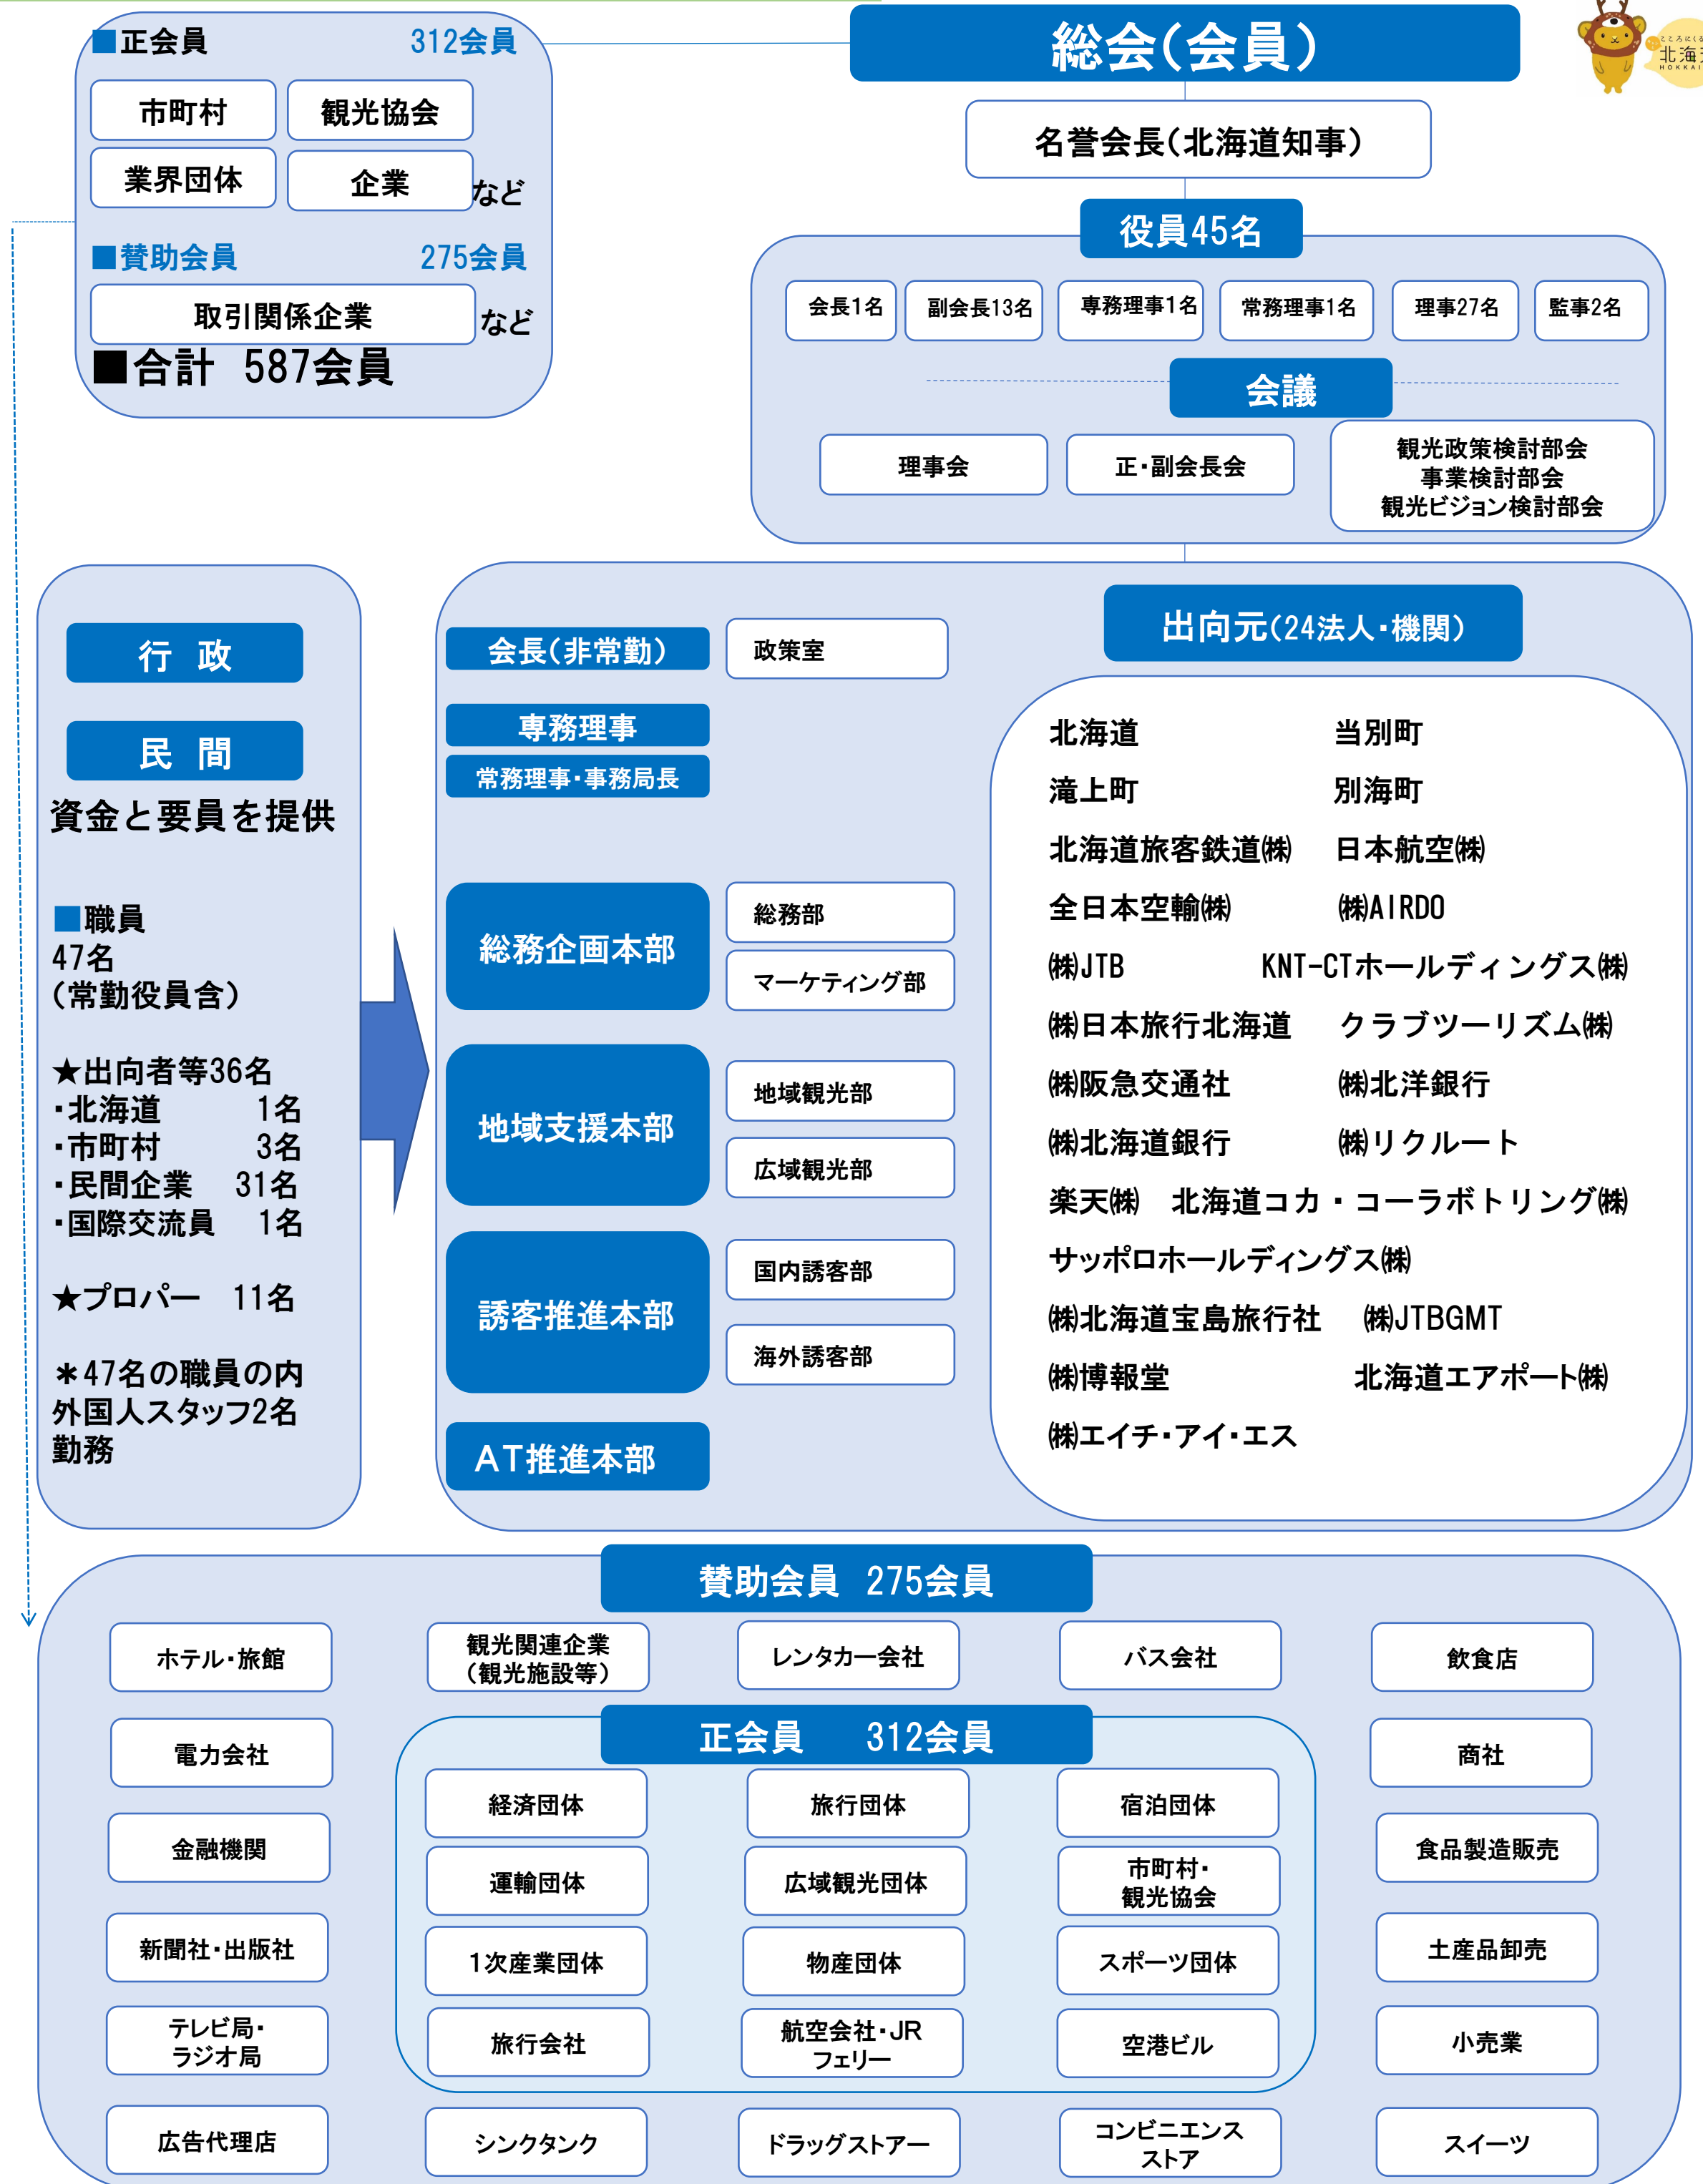 ■正会員 312会員
市町村 観光協会
業界団体 企業 など
■賛助会員 275会員
取引関係企業 など
■合計 587会員
総会(会員)
名誉会長(北海道知事)
役員45名
会長1名 副会長13名 専務理事1名 常務理事1名 理事27名 監事2名
会議
理事会 正・副会長会
観光政策検討部会
事業検討部会
観光ビジョン検討部会
行 政
民 間
資金と要員を提供
■職員
47名
(常勤役員含)
★出向者等36名
・北海道 1名
・市町村 3名
・民間企業 31名
・国際交流員 1名
★プロパー 11名
＊47名の職員の内
外国人スタッフ2名
勤務
会長(非常勤) 政策室
専務理事
常務理事・事務局長
総務企画本部
総務部
マーケティング部
地域支援本部
地域観光部
広域観光部
誘客推進本部
国内誘客部
海外誘客部
AT推進本部
出向元(24法人・機関)
北海道 当別町
滝上町 別海町
北海道旅客鉄道㈱ 日本航空㈱
全日本空輸㈱ ㈱AIRDO
㈱JTB KNT-CTホールディングス㈱
㈱日本旅行北海道 クラブツーリズム㈱
㈱阪急交通社 ㈱北洋銀行
㈱北海道銀行 ㈱リクルート
楽天㈱ 北海道コカ・コーラボトリング㈱
サッポロホールディングス㈱
㈱北海道宝島旅行社 ㈱JTBGMT
㈱博報堂 北海道エアポート㈱
㈱エイチ・アイ・エス
賛助会員 275会員
ホテル・旅館
観光関連企業
(観光施設等)
レンタカー会社
バス会社
飲食店
電力会社
正会員 312会員
商社
経済団体 旅行団体 宿泊団体
金融機関
食品製造販売
運輸団体 広域観光団体
市町村・
観光協会
新聞社・出版社
1次産業団体 物産団体 スポーツ団体
土産品卸売
テレビ局・
ラジオ局
旅行会社
航空会社・JR
フェリー
空港ビル
小売業
広告代理店 シンクタンク ドラッグストアー
コンビニエンス
ストア
スイーツ